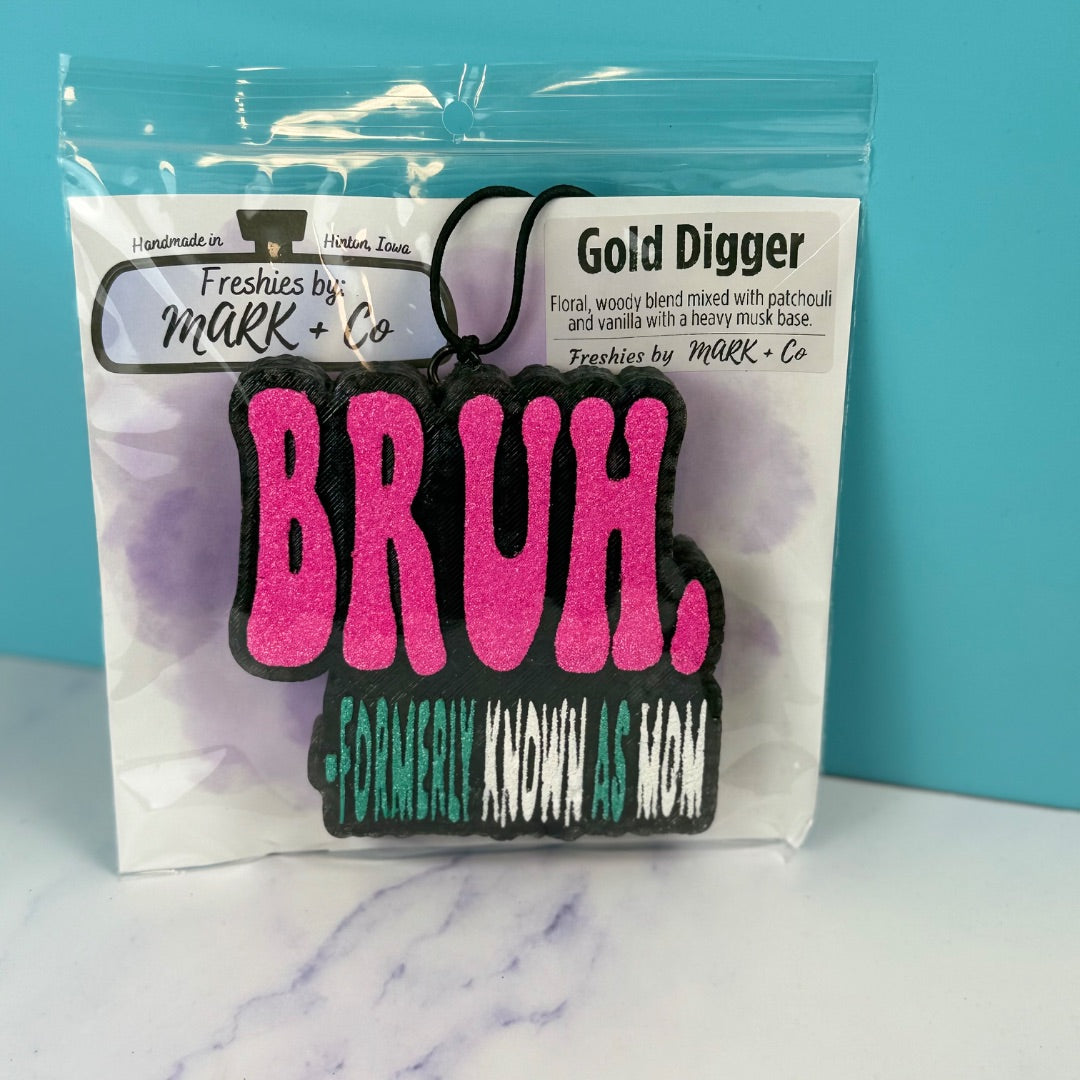 Handmade in Hinton, Iowa
Freshies by:
MARK + Co
Gold Digger
Floral, woody blend mixed with patchouli
and vanilla with a heavy musk base.
Freshies by MARK + Co
BRUH,
-FORMERLY KNOWN AS MOM